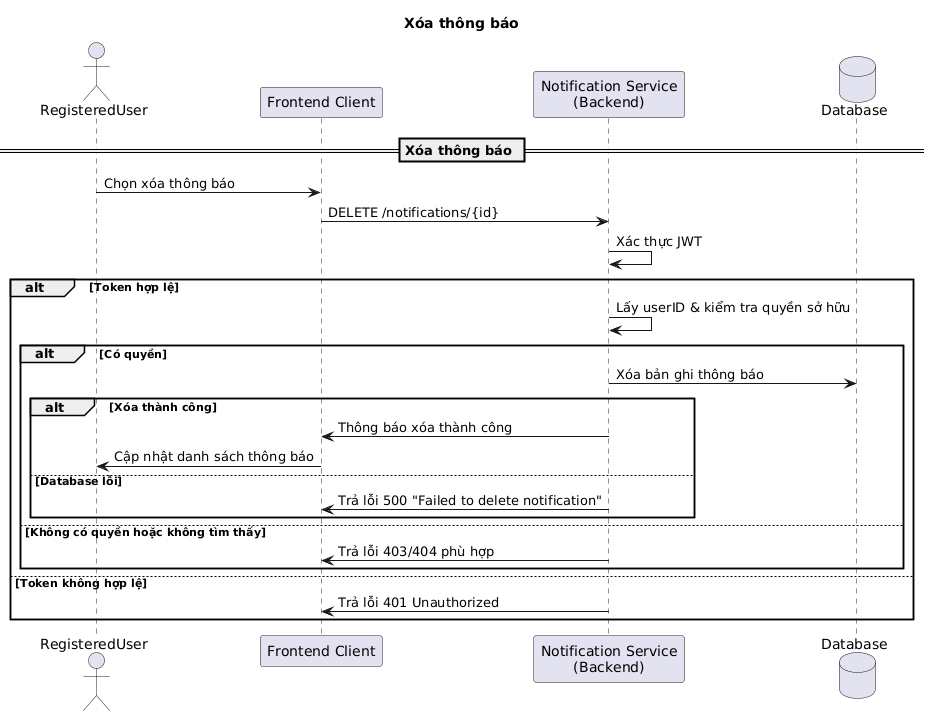 Xóa thông báo
RegisteredUser
Frontend Client
Notification Service
(Backend)
Database
Xóa thông báo
Chọn xóa thông báo
DELETE /notifications/{id}
Xác thực JWT
alt
[Token hợp lệ]
Lấy userID & kiểm tra quyền sở hữu
alt
[Có quyền]
Xóa bản ghi thông báo
alt
[Xóa thành công]
Thông báo xóa thành công
Cập nhật danh sách thông báo
[Database lỗi]
Trả lỗi 500 "Failed to delete notification"
[Không có quyền hoặc không tìm thấy]
Trả lỗi 403/404 phù hợp
[Token không hợp lệ]
Trả lỗi 401 Unauthorized
RegisteredUser
Frontend Client
Notification Service
(Backend)
Database